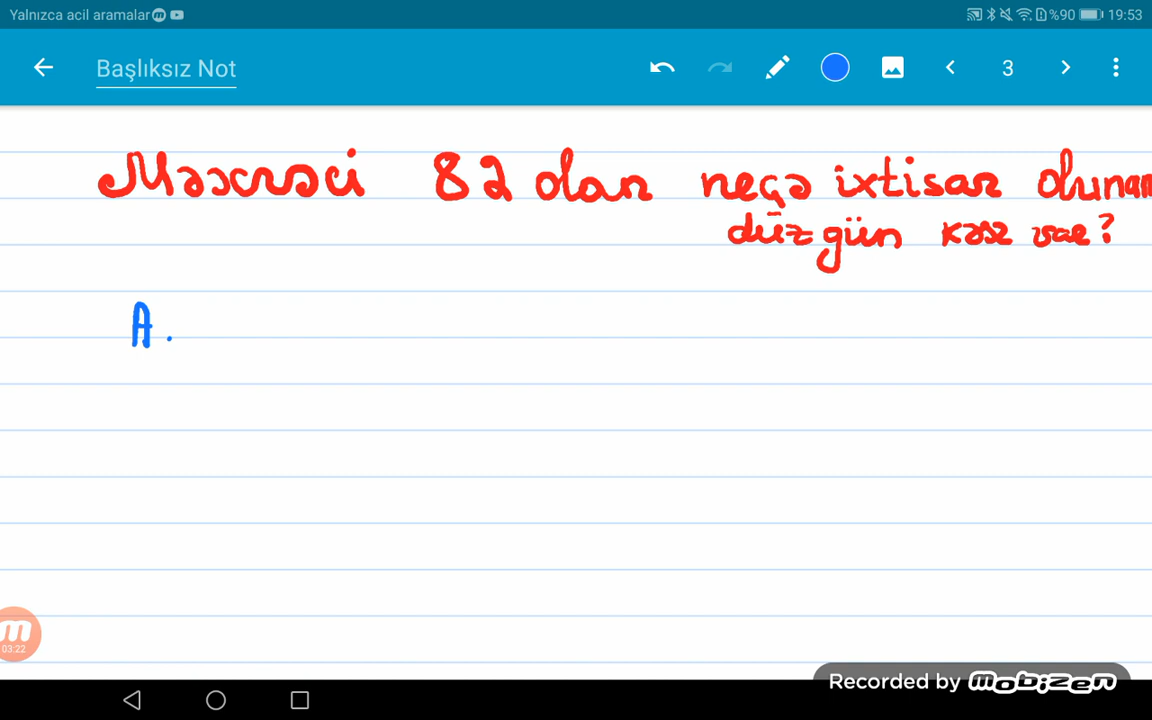 Yalnızca acil aramalar
%90 19:53
Başlıksız Not
3
Məxrəci 82 olan neçə ixtisar olunan
düzgün kəsr var?
A.
03:22
Recorded by mobizen